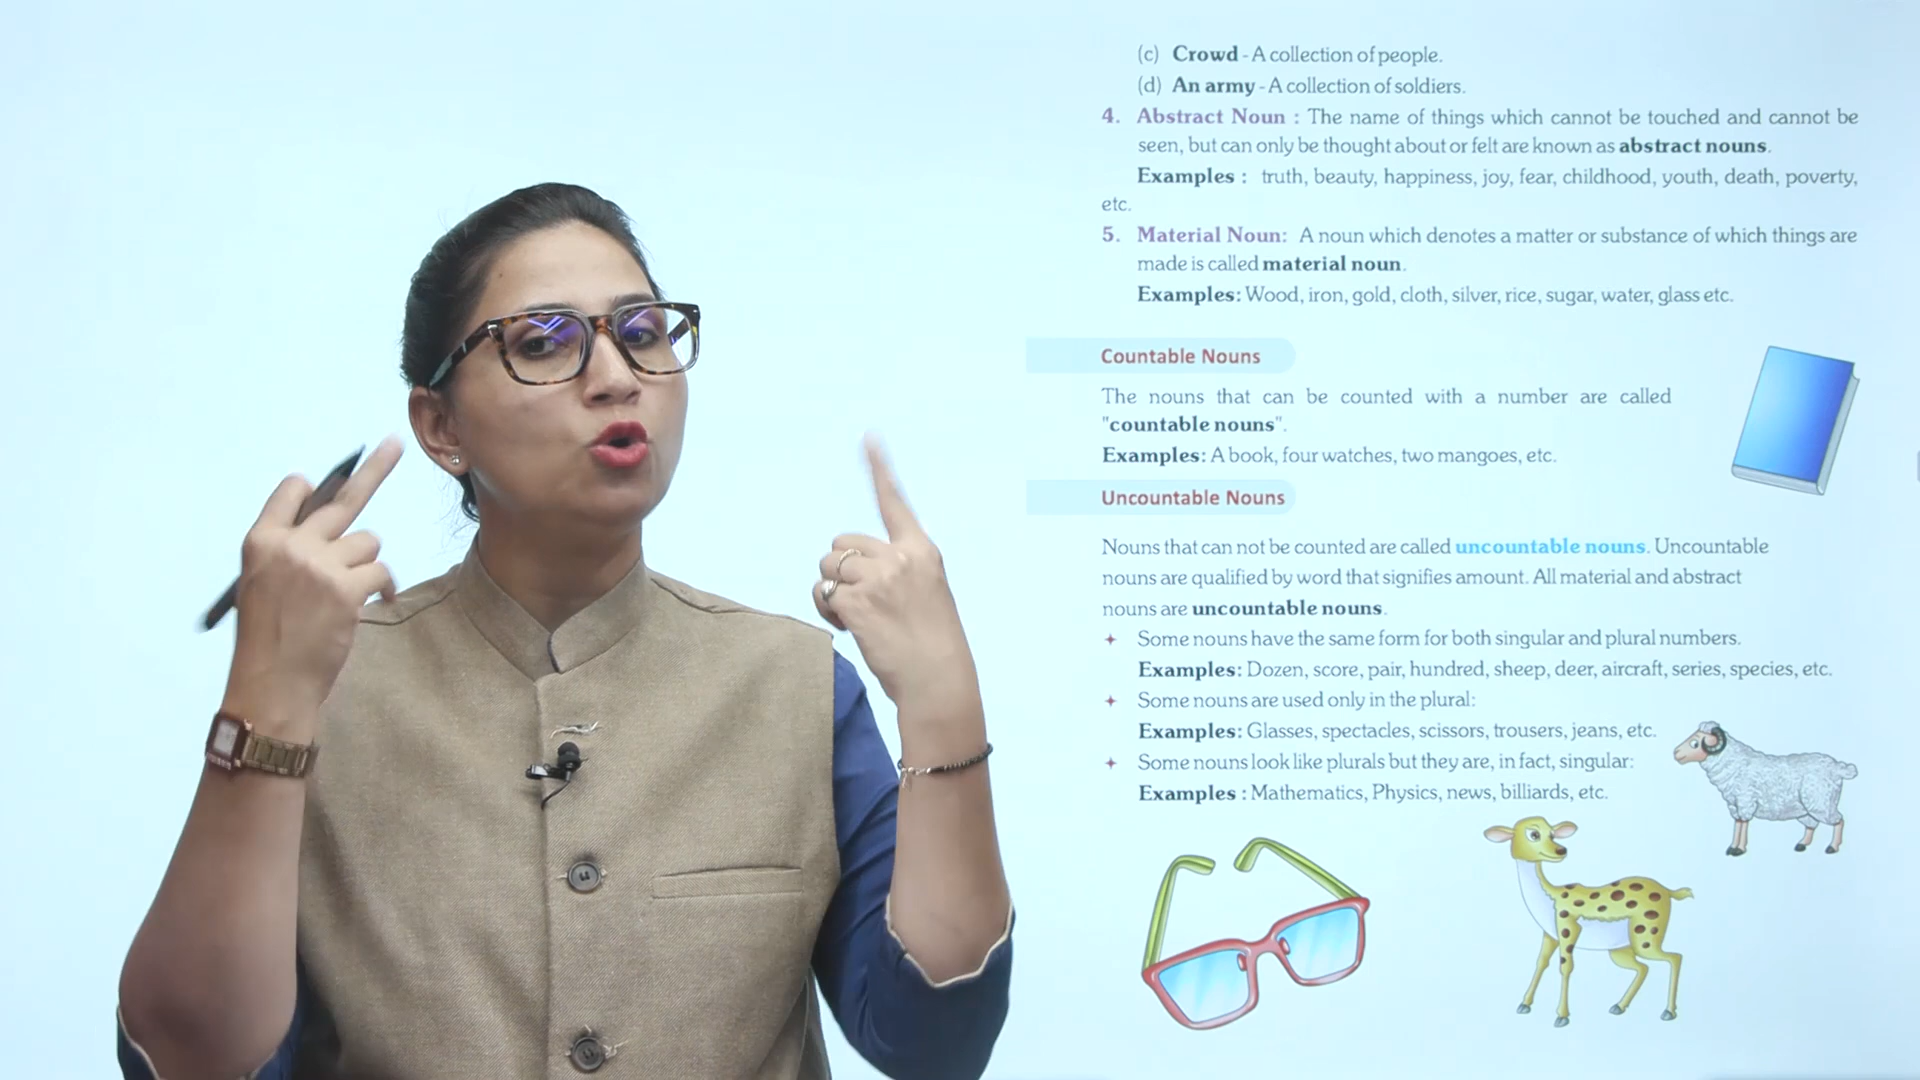 (c) Crowd - A collection of people.
(d) An army - A collection of soldiers.
4. Abstract Noun : The name of things which cannot be touched and cannot be
seen, but can only be thought about or felt are known as abstract nouns.
Examples : truth, beauty, happiness, joy, fear, childhood, youth, death, poverty,
etc.
5. Material Noun: A noun which denotes a matter or substance of which things are
made is called material noun.
Examples: Wood, iron, gold, cloth, silver, rice, sugar, water, glass etc.
Countable Nouns
The nouns that can be counted with a number are called
"countable nouns".
Examples: A book, four watches, two mangoes, etc.
Uncountable Nouns
Nouns that can not be counted are called uncountable nouns. Uncountable
nouns are qualified by word that signifies amount. All material and abstract
nouns are uncountable nouns.
Some nouns have the same form for both singular and plural numbers.
Examples: Dozen, score, pair, hundred, sheep, deer, aircraft, series, species, etc.
Some nouns are used only in the plural:
Examples: Glasses, spectacles, scissors, trousers, jeans, etc.
Some nouns look like plurals but they are, in fact, singular:
Examples : Mathematics, Physics, news, billiards, etc.